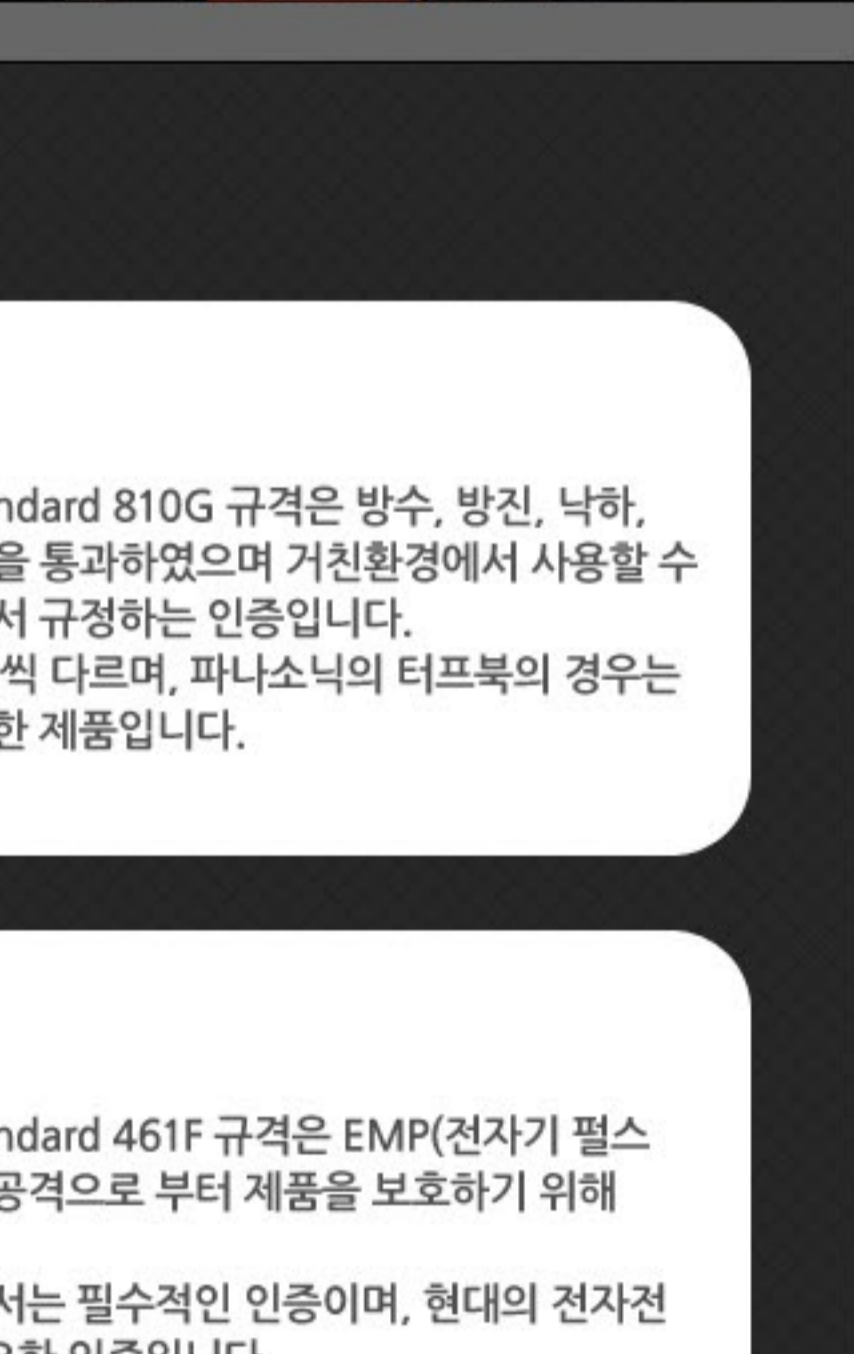 ndard 810G 규격은 방수, 방진, 낙하,
을 통과하였으며 거친환경에서 사용할 수
서 규정하는 인증입니다.
씩 다르며, 파나소닉의 터프북의 경우는
한 제품입니다.
ndard 461F 규격은 EMP(전자기 펄스
공격으로 부터 제품을 보호하기 위해
서는 필수적인 인증이며, 현대의 전자전
인증입니다